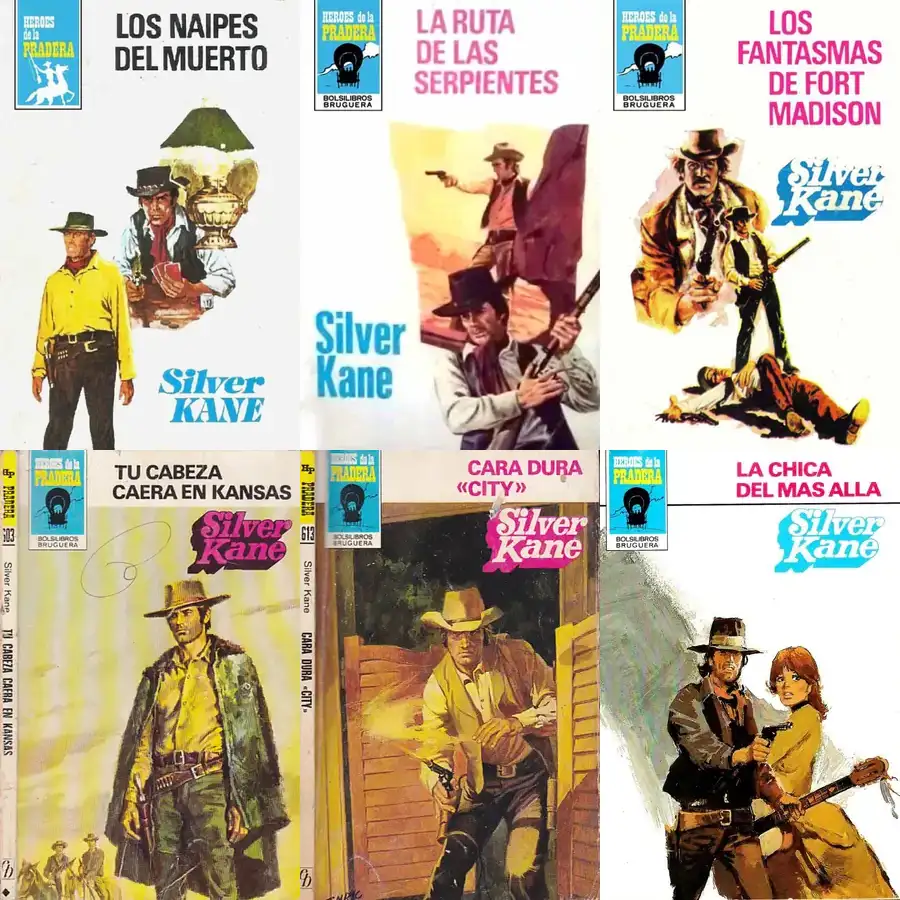 HEROES
de la
PRADERA
LOS NAIPES
DEL MUERTO
Silver
KANE
HEROES de la
PRADERA
BOLSILIBROS
BRUGUERA
LA RUTA
DE LAS
SERPIENTES
Silver
Kane
HEROES de la
PRADERA
BOLSILIBROS
BRUGUERA
LOS
FANTASMAS
DE FORT
MADISON
Silver
Kane
HP
PRADERA
603
Silver Kane
TU CABEZA CAERA EN KANSAS
HEROES de la
PRADERA
BOLSILIBROS
BRUGUERA
TU CABEZA
CAERA EN KANSAS
Silver
Kane
HP
PRADERA
613
Silver Kane
CARA DURA «CITY»
HEROES de la
PRADERA
BOLSILIBROS
BRUGUERA
CARA DURA
«CITY»
Silver
Kane
HEROES de la
PRADERA
BOLSILIBROS
BRUGUERA
LA CHICA
DEL MAS ALLA
Silver
Kane